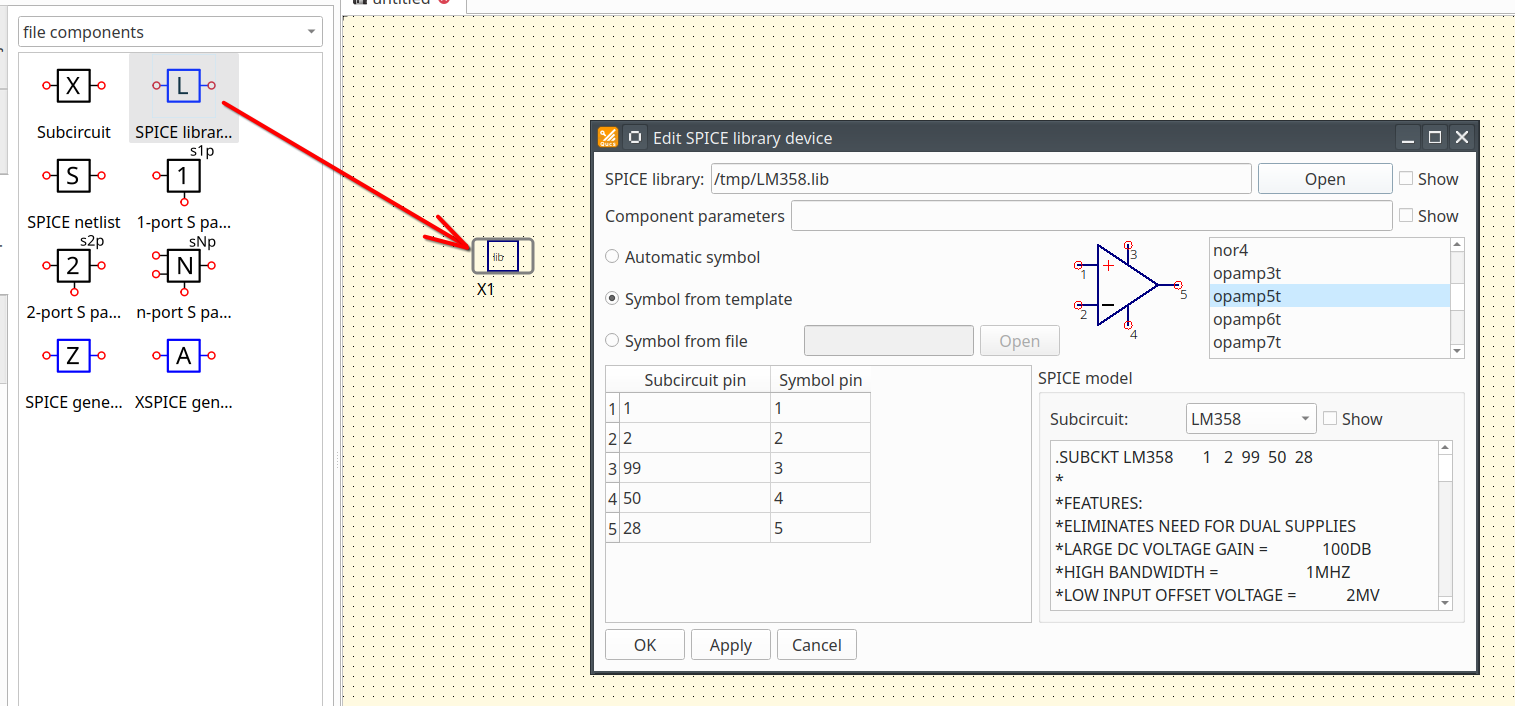 untitled
file components
X
L
Subcircuit
SPICE librar...
S
s1p
1
SPICE netlist
1-port S pa...
s2p
2
sNp
N
2-port S pa...
n-port S pa...
Z
A
SPICE gene...
XSPICE gen...
lib
X1
Edit SPICE library device
SPICE library:
/tmp/LM358.lib
Open
Show
Component parameters
Show
Automatic symbol
Symbol from template
Symbol from file
Open
+
3
1
2
5
4
nor4
opamp3t
opamp5t
opamp6t
opamp7t
Subcircuit pin
Symbol pin
1 1 1
2 2 2
3 99 3
4 50 4
5 28 5
SPICE model
Subcircuit:
LM358
Show
.SUBCKT LM358 1 2 99 50 28
*
*FEATURES:
*ELIMINATES NEED FOR DUAL SUPPLIES
*LARGE DC VOLTAGE GAIN = 100DB
*HIGH BANDWIDTH = 1MHZ
*LOW INPUT OFFSET VOLTAGE = 2MV
OK
Apply
Cancel